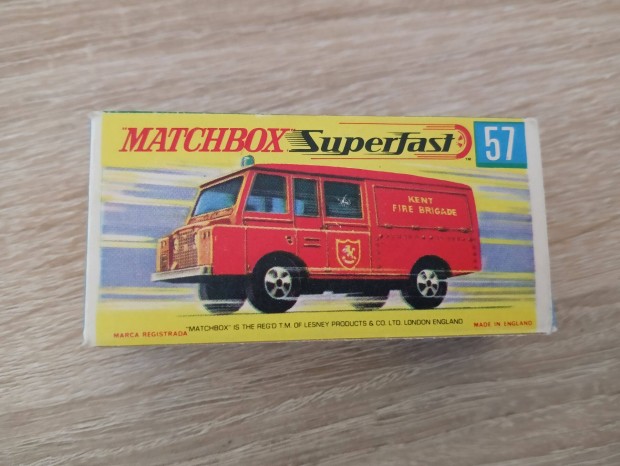 MATCHBOX Superfast 57
TM
KENT
FIRE BRIGADE
MARCA REGISTRADA "MATCHBOX" IS THE REG'D T.M. OF LESNEY PRODUCTS & CO. LTD. LONDON ENGLAND MADE IN ENGLAND